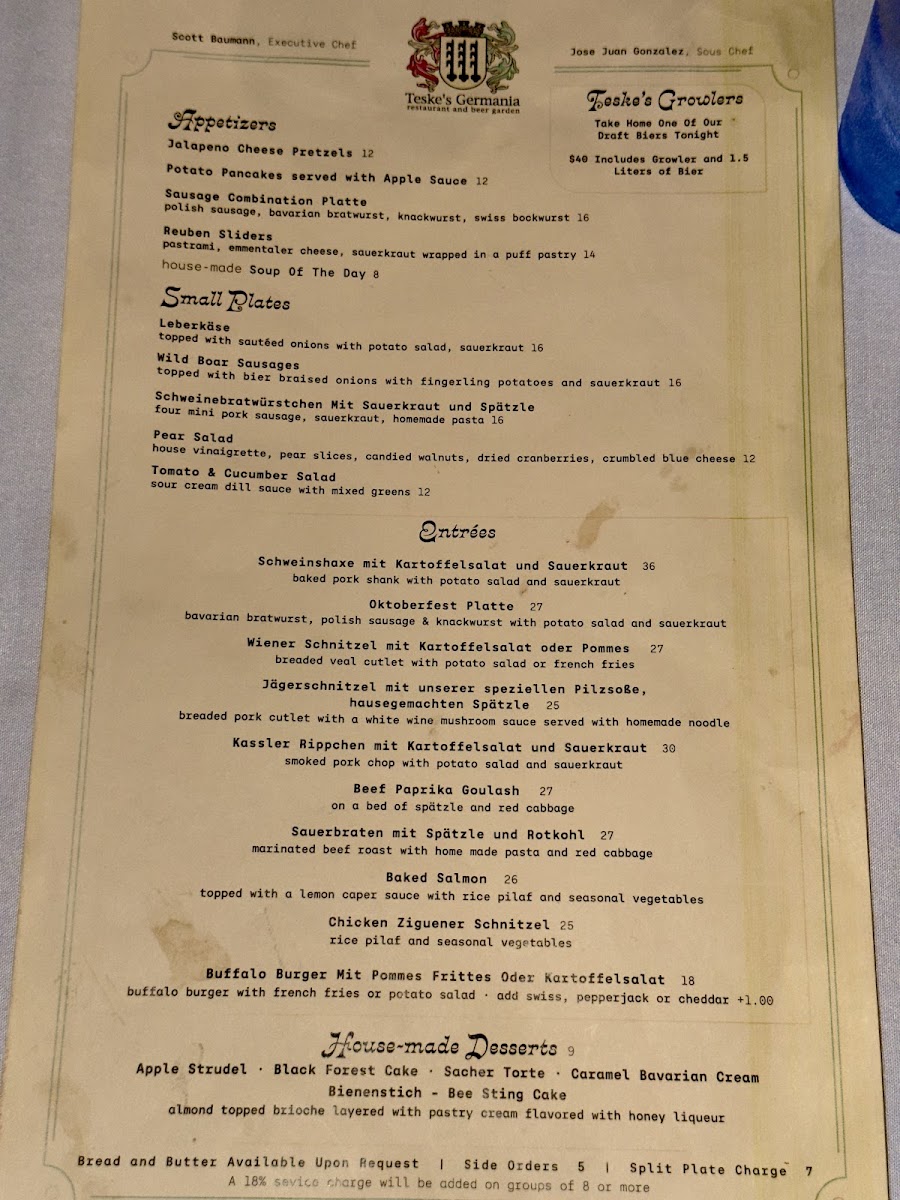 Scott Baumann, Executive Chef
Jose Juan Gonzalez, Sous Chef
Teske's Germania
restaurant and beer garden
Teske's Growlers
Take Home One Of Our
Draft Biers Tonight
$40 Includes Growler and 1.5
Liters of Bier
Appetizers
Jalapeno Cheese Pretzels 12
Potato Pancakes served with Apple Sauce 12
Sausage Combination Platte
polish sausage, bavarian bratwurst, knackwurst, swiss bockwurst 16
Reuben Sliders
pastrami, emmentaler cheese, sauerkraut wrapped in a puff pastry 14
house-made Soup Of The Day 8
Small Plates
Leberkäse
topped with sautéed onions with potato salad, sauerkraut 16
Wild Boar Sausages
topped with bier braised onions with fingerling potatoes and sauerkraut 16
Schweinebratwürstchen Mit Sauerkraut und Spätzle
four mini pork sausage, sauerkraut, homemade pasta 16
Pear Salad
house vinaigrette, pear slices, candied walnuts, dried cranberries, crumbled blue cheese 12
Tomato & Cucumber Salad
sour cream dill sauce with mixed greens 12
Entrées
Schweinshaxe mit Kartoffelsalat und Sauerkraut 36
baked pork shank with potato salad and sauerkraut
Oktoberfest Platte 27
bavarian bratwurst, polish sausage & knackwurst with potato salad and sauerkraut
Wiener Schnitzel mit Kartoffelsalat oder Pommes 27
breaded veal cutlet with potato salad or french fries
Jägerschnitzel mit unserer speziellen Pilzsoße,
hausegemachten Spätzle 25
breaded pork cutlet with a white wine mushroom sauce served with homemade noodle
Kassler Rippchen mit Kartoffelsalat und Sauerkraut 30
smoked pork chop with potato salad and sauerkraut
Beef Paprika Goulash 27
on a bed of spätzle and red cabbage
Sauerbraten mit Spätzle und Rotkohl 27
marinated beef roast with home made pasta and red cabbage
Baked Salmon 26
topped with a lemon caper sauce with rice pilaf and seasonal vegetables
Chicken Ziguener Schnitzel 25
rice pilaf and seasonal vegetables
Buffalo Burger Mit Pommes Frittes Oder Kartoffelsalat 18
buffalo burger with french fries or potato salad · add swiss, pepperjack or cheddar +1.00
House-made Desserts 9
Apple Strudel · Black Forest Cake · Sacher Torte · Caramel Bavarian Cream
Bienenstich - Bee Sting Cake
almond topped brioche layered with pastry cream flavored with honey liqueur
Bread and Butter Available Upon Request | Side Orders 5 | Split Plate Charge 7
A 18% sevice charge will be added on groups of 8 or more